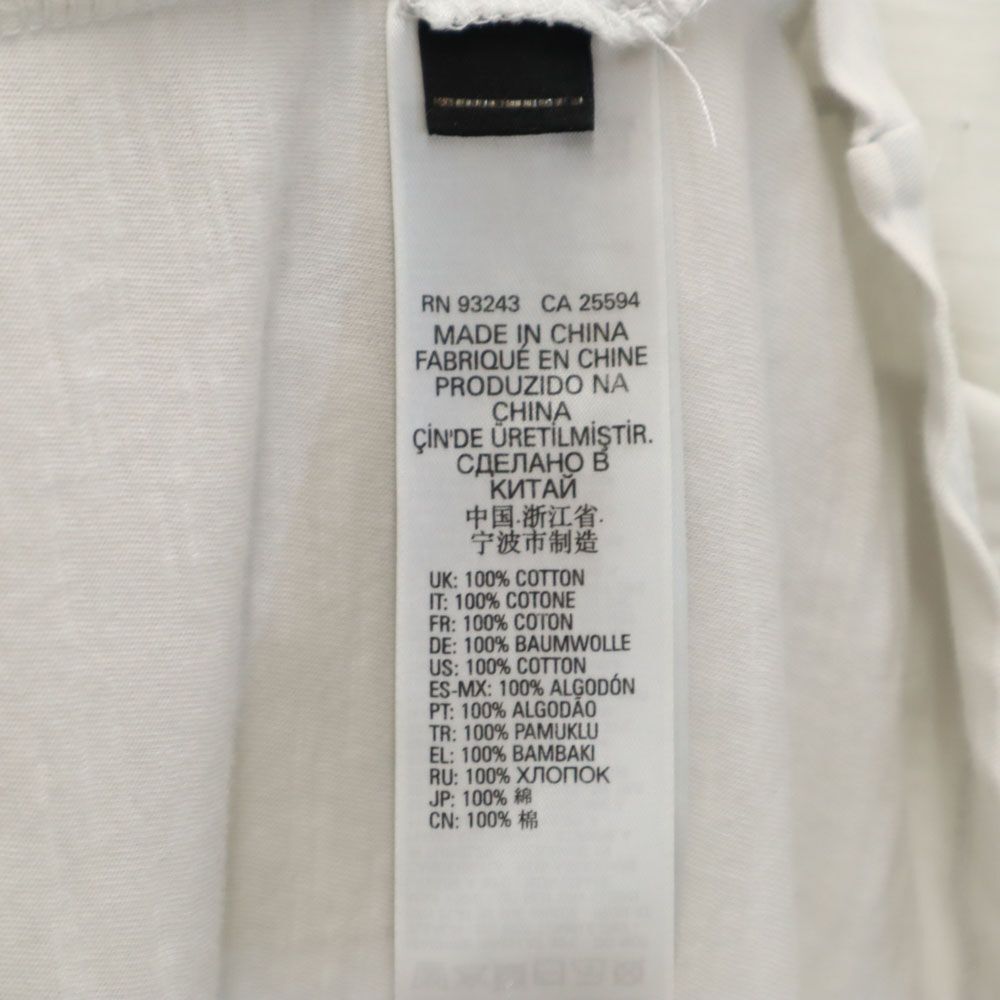 RN 93243 CA 25594
MADE IN CHINA
FABRIQUÉ EN CHINE
PRODUZIDO NA
CHINA
ÇİN'DE ÜRETİLMİŞTİR.
СДЕЛАНО В
КИТАЙ
中国.浙江省.
宁波市制造
UK: 100% COTTON
IT: 100% COTONE
FR: 100% COTON
DE: 100% BAUMWOLLE
US: 100% COTTON
ES-MX: 100% ALGODÓN
PT: 100% ALGODÃO
TR: 100% PAMUKLU
EL: 100% BAMBAKI
RU: 100% ХЛОПОК
JP: 100% 綿
CN: 100% 棉